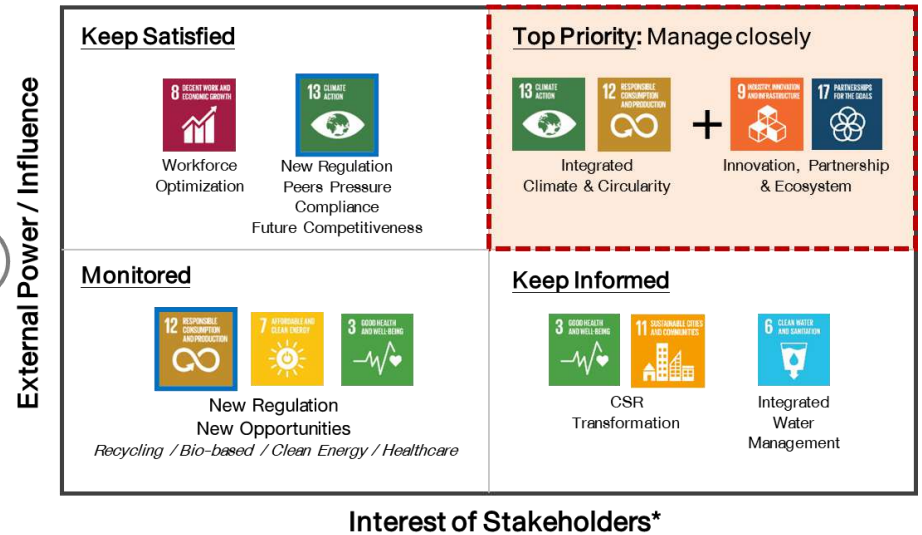 External Power / Influence
Keep Satisfied
8 DECENT WORK AND
ECONOMIC GROWTH
Workforce
Optimization
13 CLIMATE
ACTION
New Regulation
Peers Pressure
Compliance
Future Competitiveness
Top Priority: Manage closely
13 CLIMATE
ACTION
12 RESPONSIBLE
CONSUMPTION
AND PRODUCTION
Integrated
Climate & Circularity
+
9 INDUSTRY, INNOVATION
AND INFRASTRUCTURE
17 PARTNERSHIPS
FOR THE GOALS
Innovation, Partnership
& Ecosystem
Monitored
12 RESPONSIBLE
CONSUMPTION
AND PRODUCTION
7 AFFORDABLE AND
CLEAN ENERGY
3 GOOD HEALTH
AND WELL-BEING
New Regulation
New Opportunities
Recycling / Bio-based / Clean Energy / Healthcare
Keep Informed
3 GOOD HEALTH
AND WELL-BEING
11 SUSTAINABLE CITIES
AND COMMUNITIES
CSR
Transformation
6 CLEAN WATER
AND SANITATION
Integrated
Water
Management
Interest of Stakeholders*